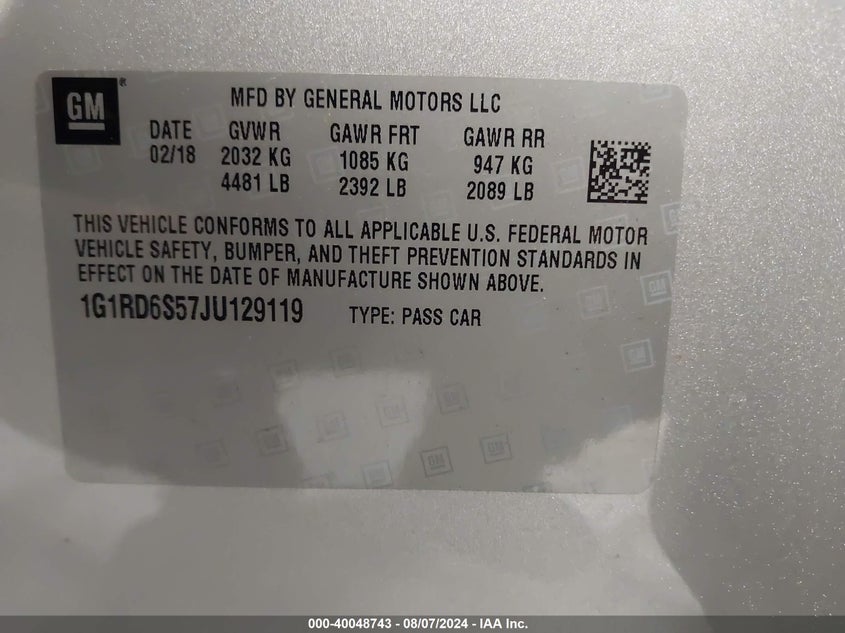 GM ® MFD BY GENERAL MOTORS LLC
DATE GVWR GAWR FRT GAWR RR
02/18 2032 KG 1085 KG 947 KG
4481 LB 2392 LB 2089 LB
THIS VEHICLE CONFORMS TO ALL APPLICABLE U.S. FEDERAL MOTOR
VEHICLE SAFETY, BUMPER, AND THEFT PREVENTION STANDARDS IN
EFFECT ON THE DATE OF MANUFACTURE SHOWN ABOVE.
1G1RD6S57JU129119 TYPE: PASS CAR
000-40048743 - 08/07/2024 - IAA Inc.